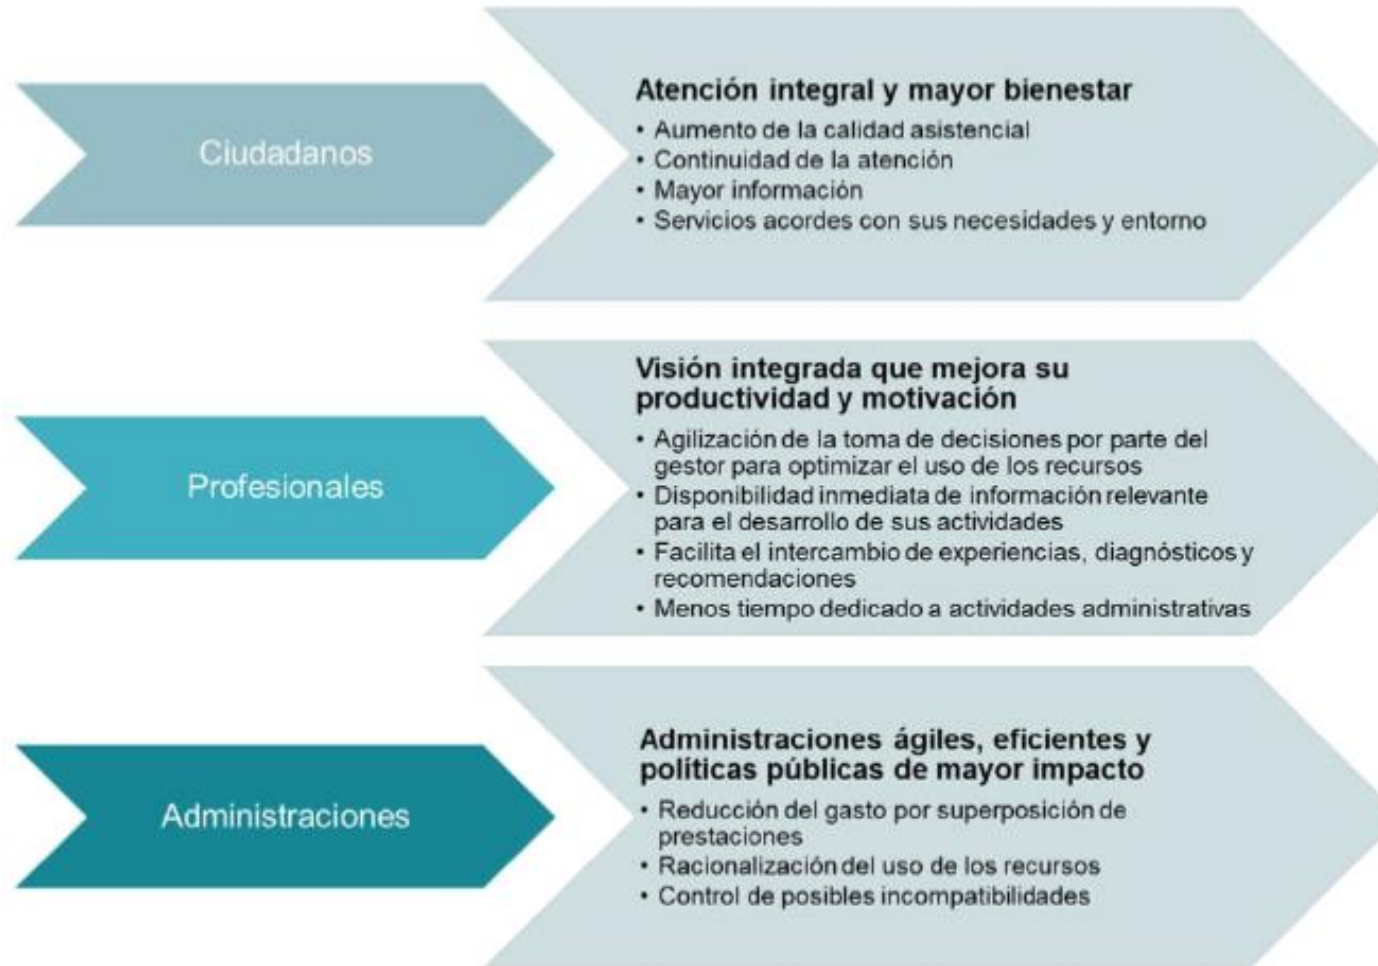 Ciudadanos
Atención integral y mayor bienestar
• Aumento de la calidad asistencial
• Continuidad de la atención
• Mayor información
• Servicios acordes con sus necesidades y entorno
Profesionales
Visión integrada que mejora su
productividad y motivación
• Agilización de la toma de decisiones por parte del
gestor para optimizar el uso de los recursos
• Disponibilidad inmediata de información relevante
para el desarrollo de sus actividades
• Facilita el intercambio de experiencias, diagnósticos y
recomendaciones
• Menos tiempo dedicado a actividades administrativas
Administraciones
Administraciones ágiles, eficientes y
políticas públicas de mayor impacto
• Reducción del gasto por superposición de
prestaciones
• Racionalización del uso de los recursos
• Control de posibles incompatibilidades